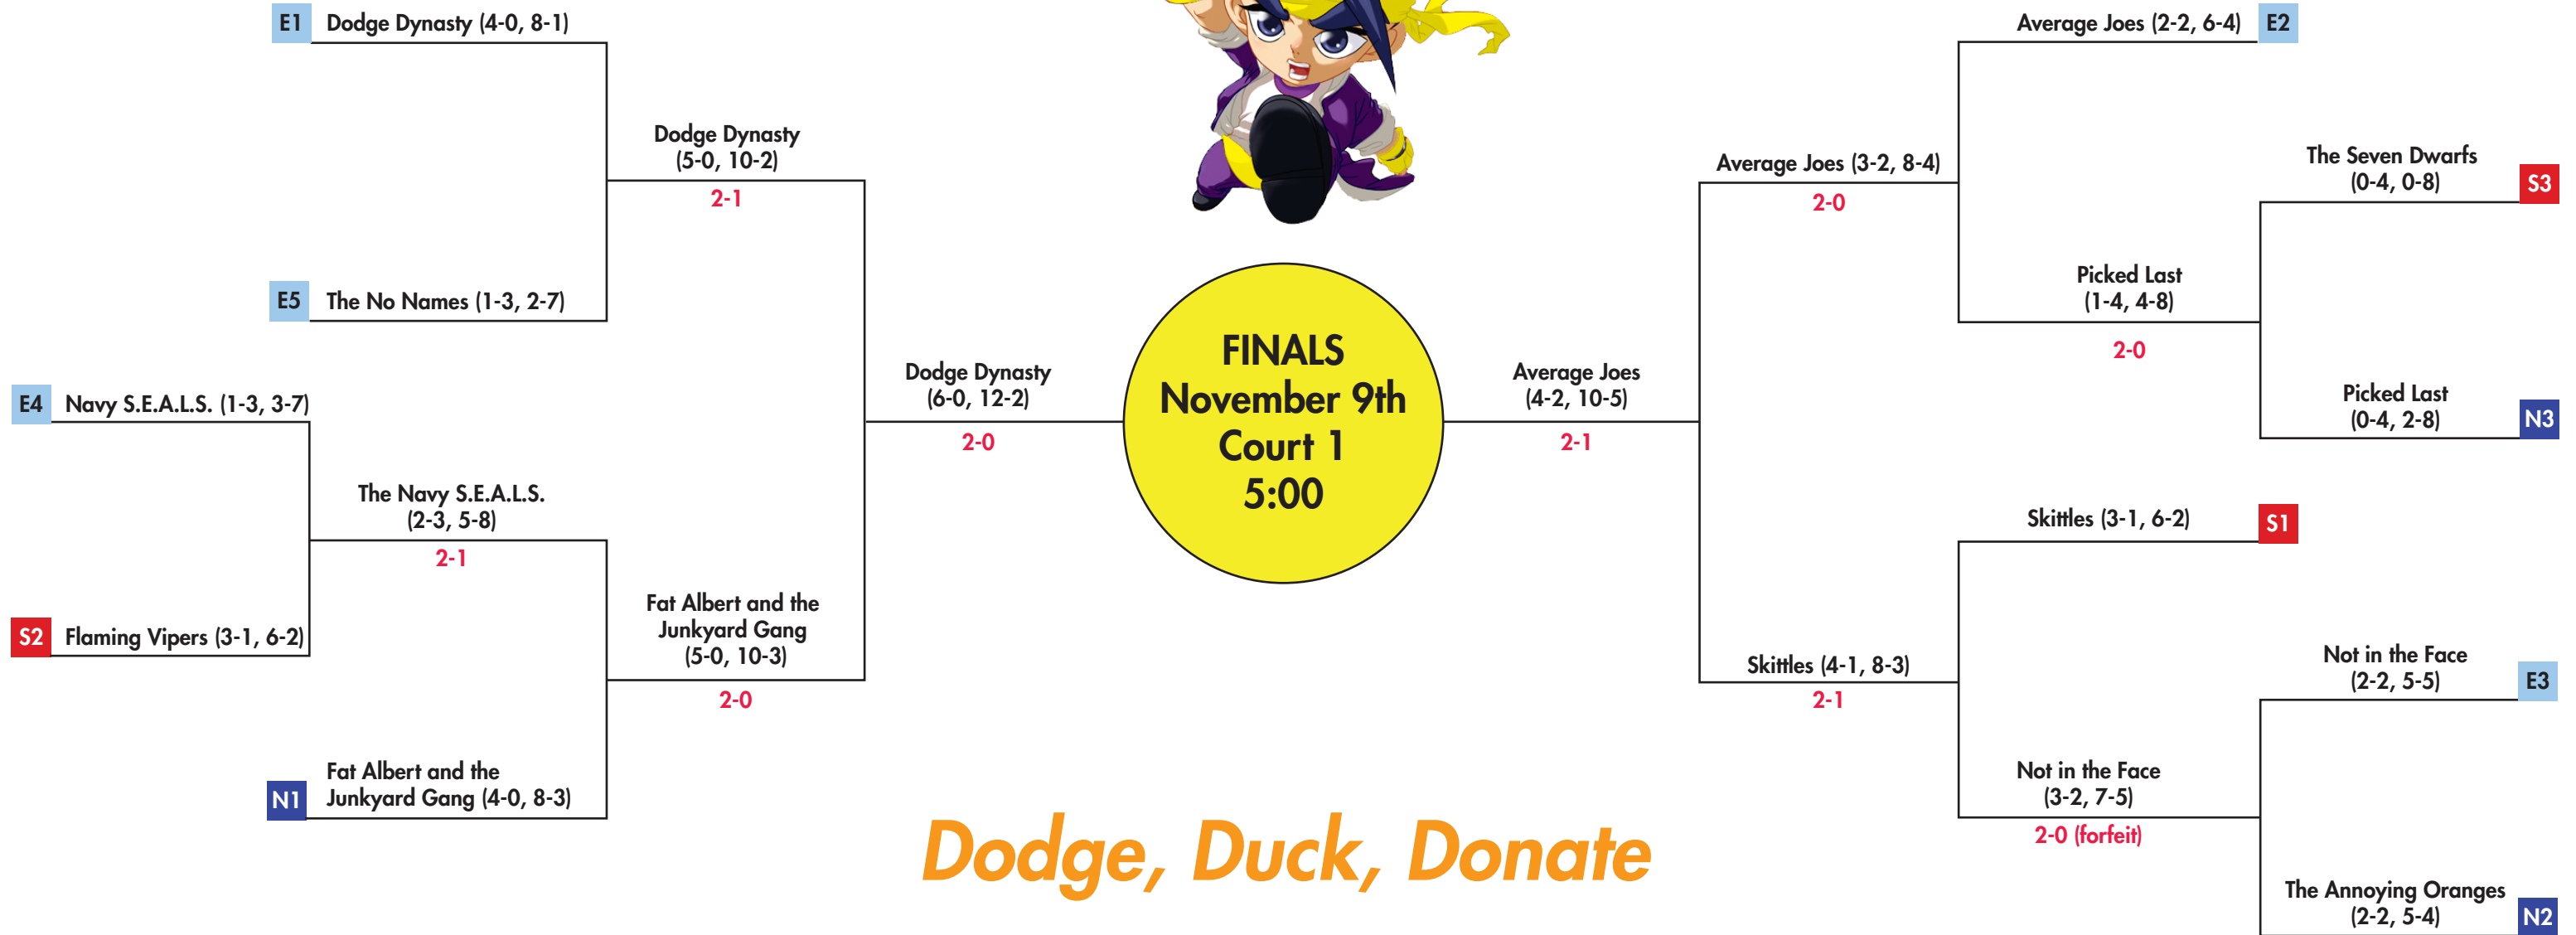 E1 Dodge Dynasty (4-0, 8-1)
Dodge Dynasty
(5-0, 10-2)
2-1
E5 The No Names (1-3, 2-7)
E4 Navy S.E.A.L.S. (1-3, 3-7)
The Navy S.E.A.L.S.
(2-3, 5-8)
2-1
S2 Flaming Vipers (3-1, 6-2)
Fat Albert and the
Junkyard Gang
(5-0, 10-3)
2-0
N1 Fat Albert and the
Junkyard Gang (4-0, 8-3)
Dodge Dynasty
(6-0, 12-2)
2-0
FINALS
November 9th
Court 1
5:00
Average Joes
(4-2, 10-5)
2-1
Average Joes (2-2, 6-4) E2
Average Joes (3-2, 8-4)
2-0
The Seven Dwarfs
(0-4, 0-8) S3
Picked Last
(1-4, 4-8)
2-0
Picked Last
(0-4, 2-8) N3
Skittles (3-1, 6-2) S1
Skittles (4-1, 8-3)
2-1
Not in the Face
(2-2, 5-5) E3
Not in the Face
(3-2, 7-5)
2-0 (forfeit)
The Annoying Oranges
(2-2, 5-4) N2
Dodge, Duck, Donate